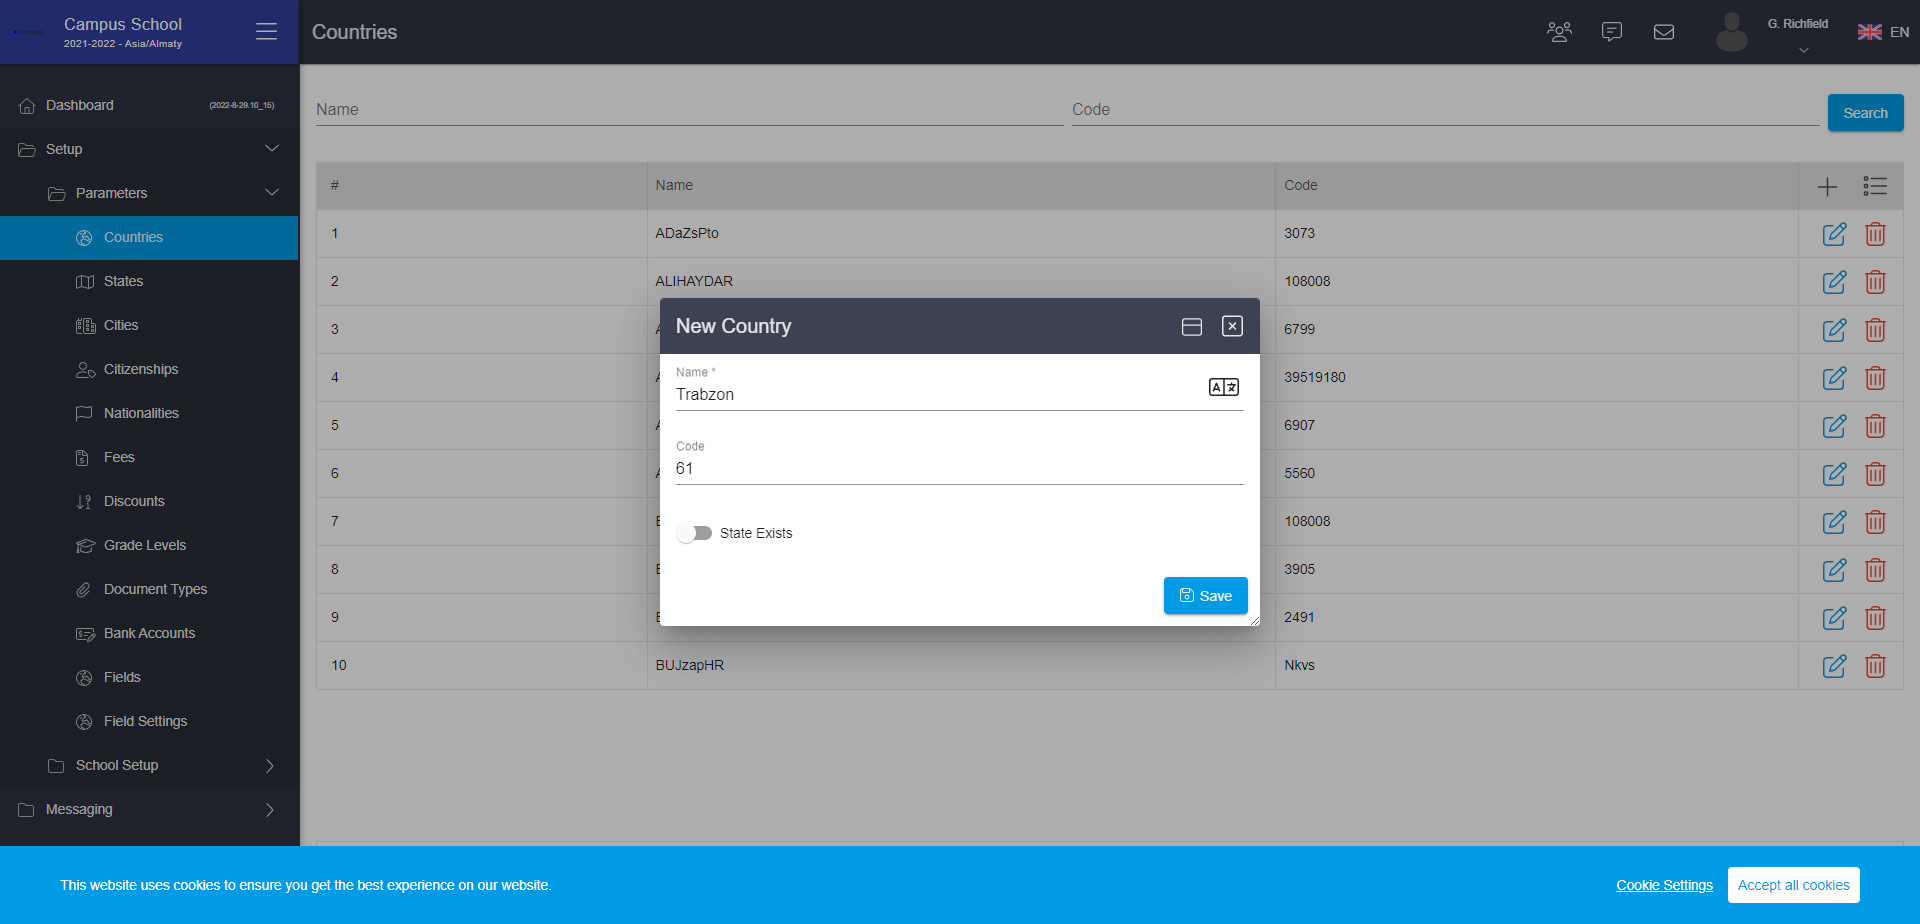 Campus School
2021-2022 - Asia/Almaty
Countries
G. Richfield
EN
Dashboard
(2022-8-29.10_15)
Setup
Parameters
Countries
States
Cities
Citizenships
Nationalities
Fees
Discounts
Grade Levels
Document Types
Bank Accounts
Fields
Field Settings
School Setup
Messaging
Name
Code
Search
# Name Code
1 ADaZsPto 3073
2 ALIHAYDAR 108008
3 6799
4 39519180
5 6907
6 5560
7 108008
8 3905
9 2491
10 BUJzapHR Nkvs
New Country
Name *
Trabzon
Code
61
State Exists
Save
This website uses cookies to ensure you get the best experience on our website.
Cookie Settings
Accept all cookies